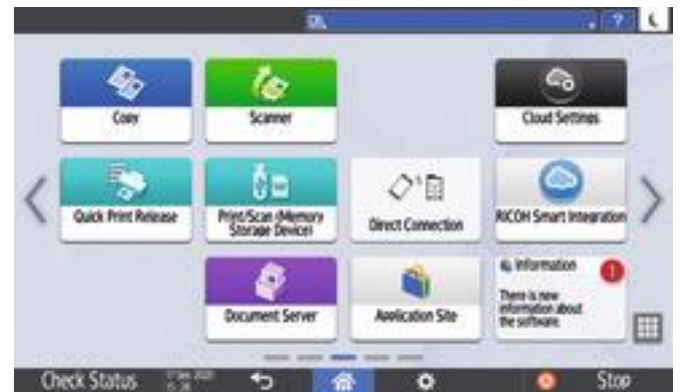 ?
Copy
Scanner
Cloud Settings
Quick Print Release
Print/Scan (Memory
Storage Device)
Direct Connection
RICOH Smart Integration
Document Server
Application Site
Information
There is new
information about
the software.
Check Status
Stop